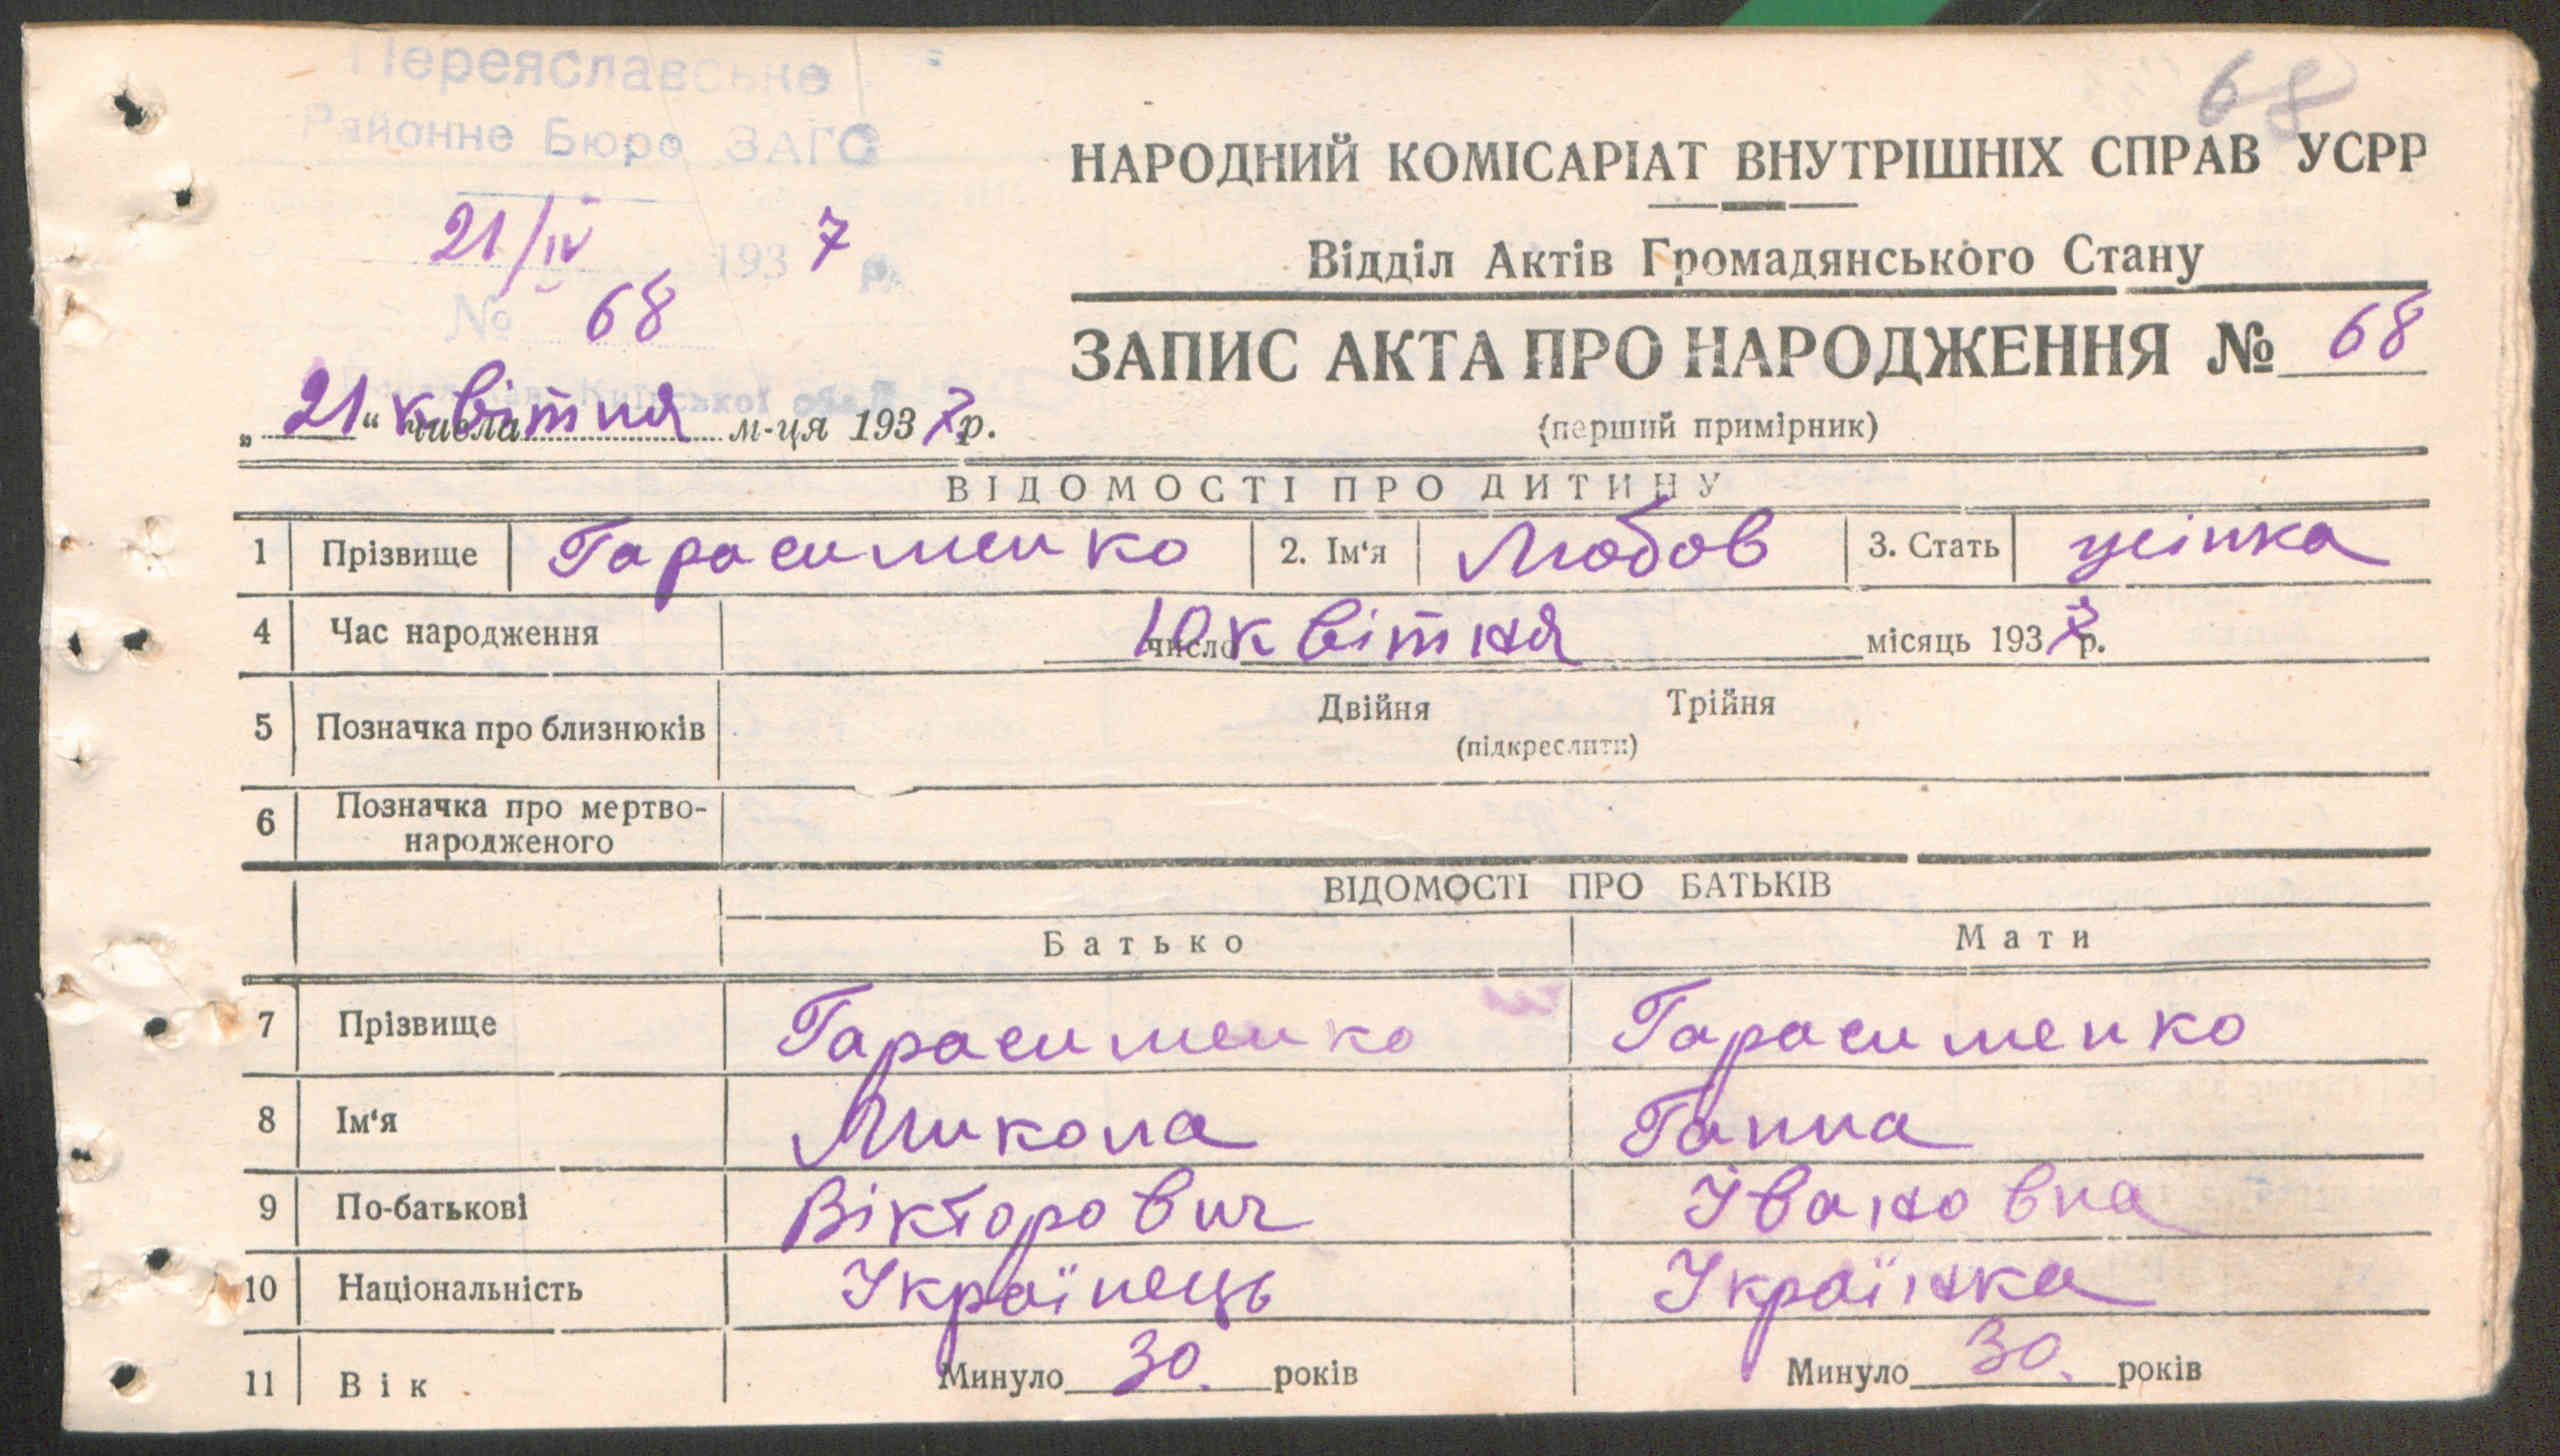 68
Переяславське
Районне Бюро ЗАГС
21/IV 1937 р.
№ 68
НАРОДНИЙ КОМІСАРІАТ ВНУТРІШНІХ СПРАВ УСРР
Відділ Актів Громадянського Стану
ЗАПИС АКТА ПРО НАРОДЖЕННЯ № 68
(перший примірник)
„21“ числа квітня м-ця 1937 р.
ВІДОМОСТІ ПРО ДИТИНУ
1 Прізвище Гарасименко 2. Ім'я Любов 3. Стать жінка
4 Час народження 10 число квітня місяць 1937 р.
5 Позначка про близнюків Двійня Трійня
(підкреслити)
6 Позначка про мертво-
народженого
ВІДОМОСТІ ПРО БАТЬКІВ
Батько Мати
7 Прізвище Гарасименко Гарасименко
8 Ім'я Микола Ганна
9 По-батькові Вікторович Івановна
10 Національність Українець Українка
11 Вік Минуло 30. років Минуло 30. років